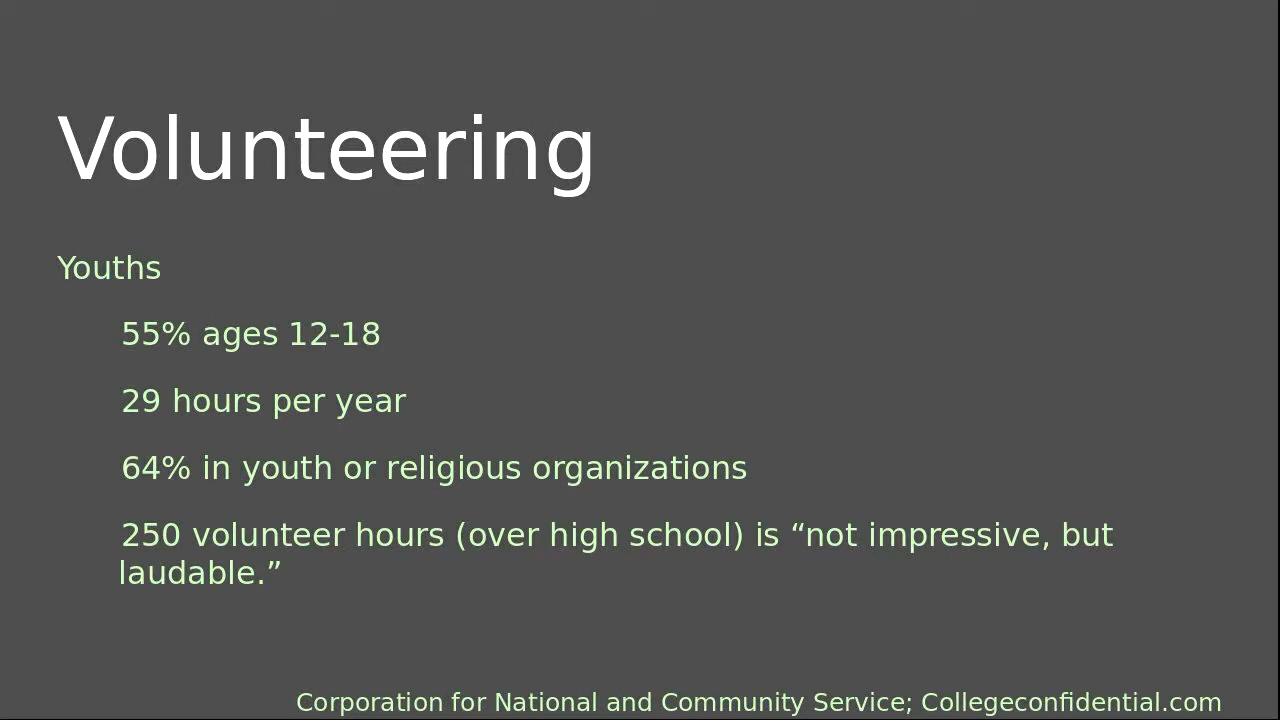 Volunteering
Youths
55% ages 12-18
29 hours per year
64% in youth or religious organizations
250 volunteer hours (over high school) is “not impressive, but
laudable.”
Corporation for National and Community Service; Collegeconfidential.com